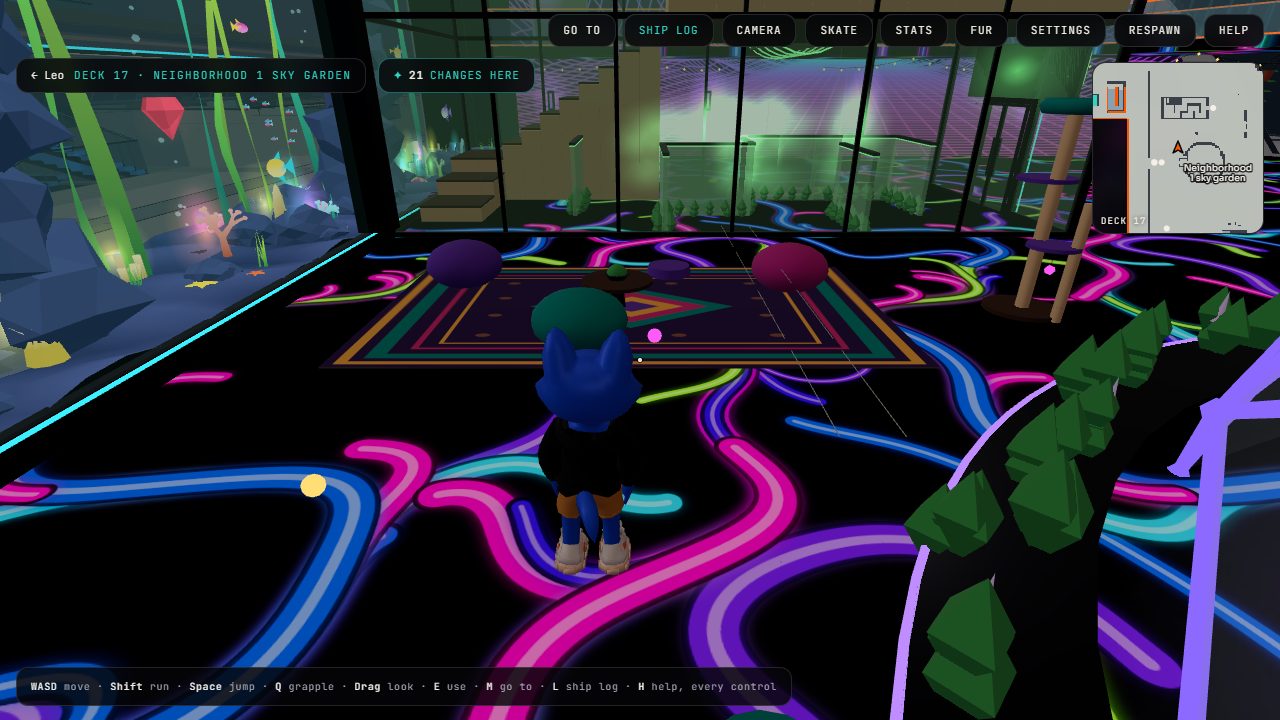 GO TO
SHIP LOG
CAMERA
SKATE
STATS
FUR
SETTINGS
RESPAWN
HELP
← Leo DECK 17 · NEIGHBORHOOD 1 SKY GARDEN
✦ 21 CHANGES HERE
Neighborhood
1 sky garden
DECK 17
WASD move · Shift run · Space jump · Q grapple · Drag look · E use · M go to · L ship log · H help, every control